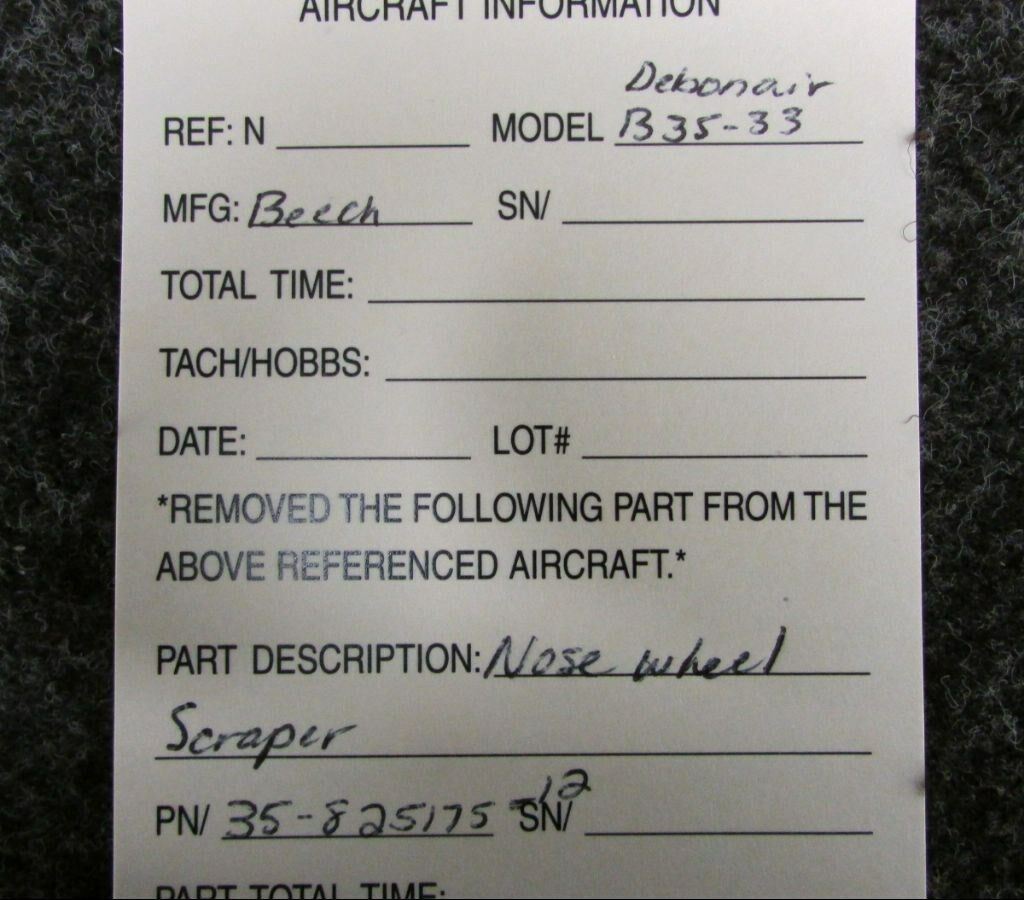 AIRCRAFT INFORMATION
Debonair
REF: N MODEL B35-33
MFG: Beech SN/
TOTAL TIME:
TACH/HOBBS:
DATE: LOT#
*REMOVED THE FOLLOWING PART FROM THE
ABOVE REFERENCED AIRCRAFT.*
PART DESCRIPTION: Nose wheel
Scraper
PN/ 35-825175-12 SN/
PART TOTAL TIME: